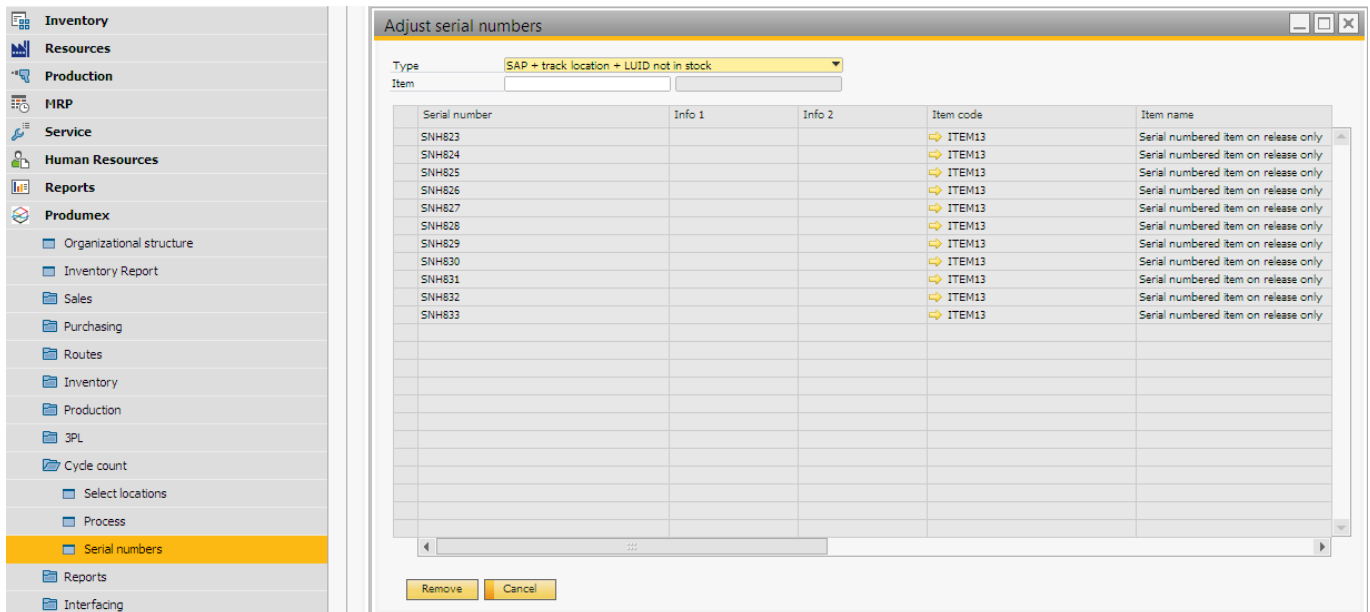 Inventory
Resources
Production
MRP
Service
Human Resources
Reports
Produmex
Organizational structure
Inventory Report
Sales
Purchasing
Routes
Inventory
Production
3PL
Cycle count
Select locations
Process
Serial numbers
Reports
Interfacing
Adjust serial numbers
Type SAP + track location + LUID not in stock
Item
Serial number Info 1 Info 2 Item code Item name
SNH823 ITEM13 Serial numbered item on release only
SNH824 ITEM13 Serial numbered item on release only
SNH825 ITEM13 Serial numbered item on release only
SNH826 ITEM13 Serial numbered item on release only
SNH827 ITEM13 Serial numbered item on release only
SNH828 ITEM13 Serial numbered item on release only
SNH829 ITEM13 Serial numbered item on release only
SNH830 ITEM13 Serial numbered item on release only
SNH831 ITEM13 Serial numbered item on release only
SNH832 ITEM13 Serial numbered item on release only
SNH833 ITEM13 Serial numbered item on release only
Remove Cancel